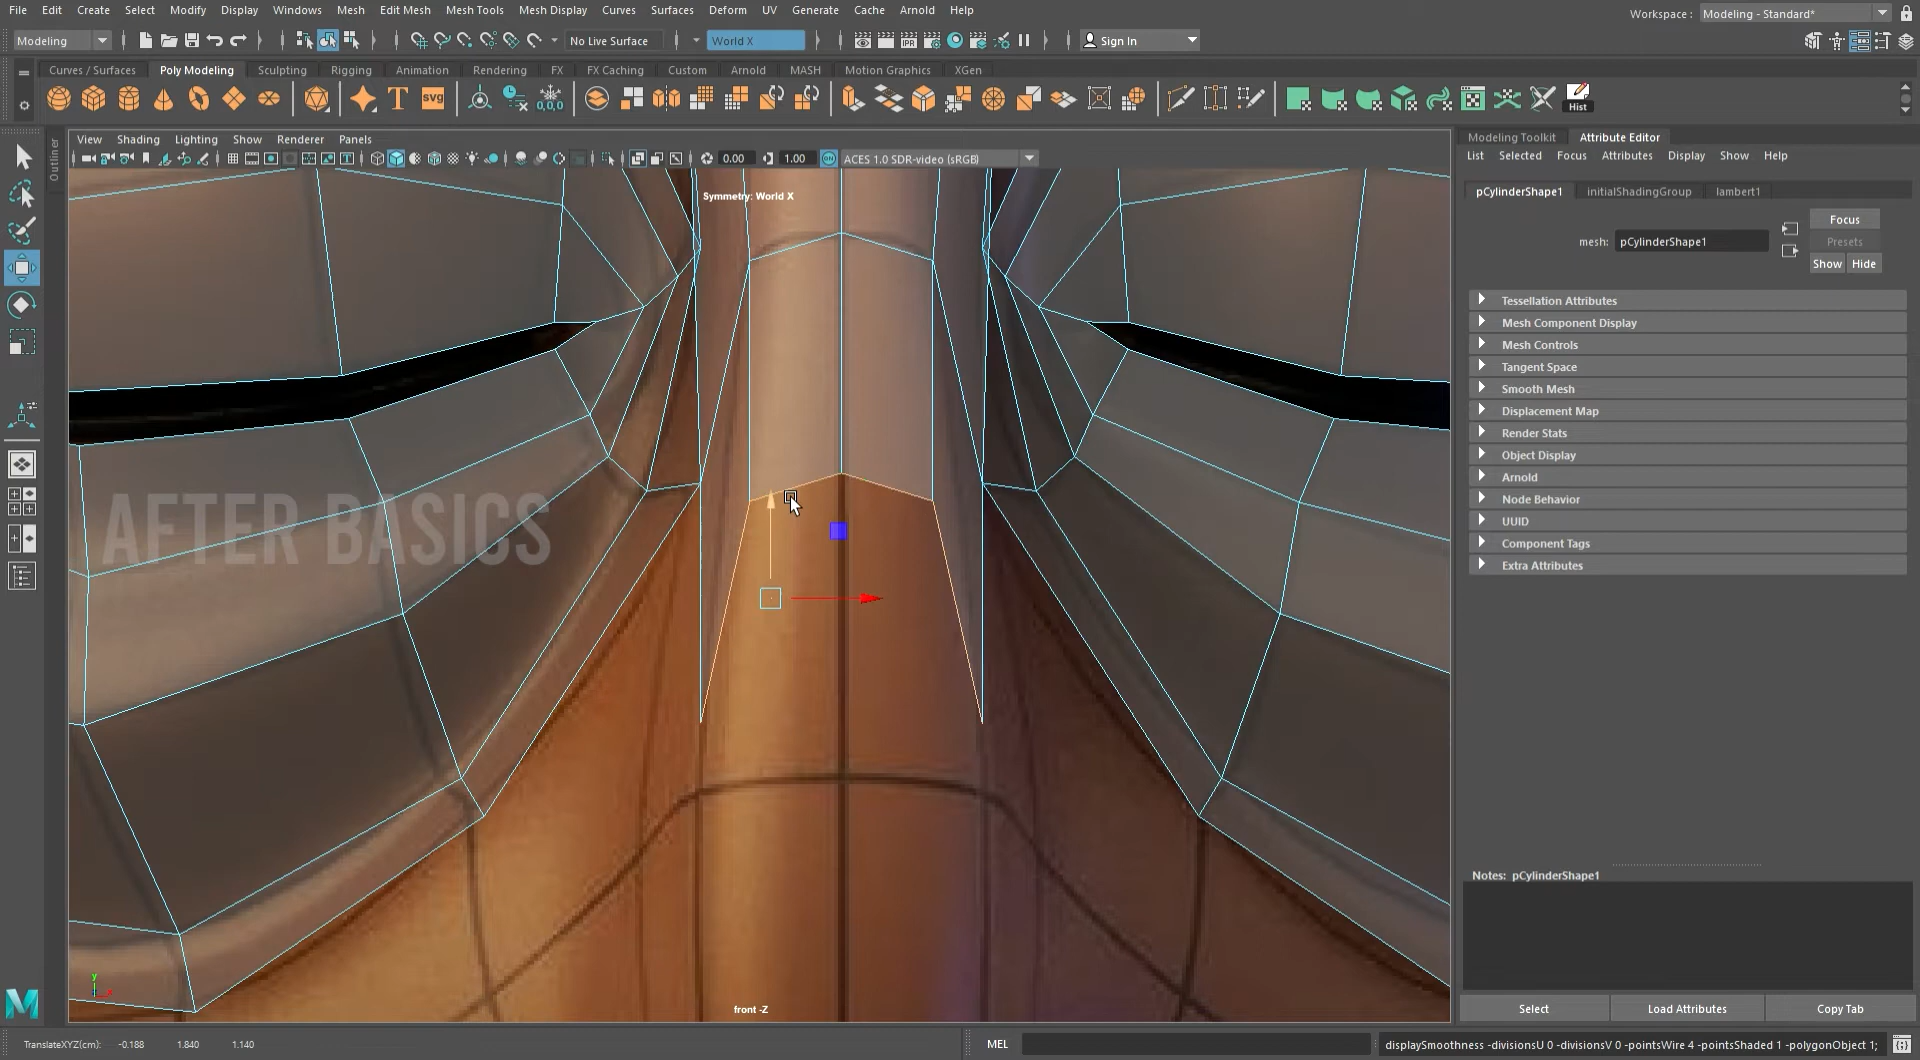 File Edit Create Select Modify Display Windows Mesh Edit Mesh Mesh Tools Mesh Display Curves Surfaces Deform UV Generate Cache Arnold Help
Workspace : Modeling - Standard*
Modeling No Live Surface World X Sign In
Curves / Surfaces Poly Modeling Sculpting Rigging Animation Rendering FX FX Caching Custom Arnold MASH Motion Graphics XGen
T SVG 0,0,0 Hist
Outliner
View Shading Lighting Show Renderer Panels
0.00 1.00 ON ACES 1.0 SDR-video (sRGB)
Symmetry: World X
AFTER BASICS
front -Z
y
x
M
Modeling Toolkit Attribute Editor
List Selected Focus Attributes Display Show Help
pCylinderShape1 initialShadingGroup lambert1
Focus
mesh: pCylinderShape1 Presets
Show Hide
Tessellation Attributes
Mesh Component Display
Mesh Controls
Tangent Space
Smooth Mesh
Displacement Map
Render Stats
Object Display
Arnold
Node Behavior
UUID
Component Tags
Extra Attributes
Notes: pCylinderShape1
Select Load Attributes Copy Tab
TranslateXYZ(cm): -0.188 1.840 1.140
MEL
displaySmoothness -divisionsU 0 -divisionsV 0 -pointsWire 4 -pointsShaded 1 -polygonObject 1;